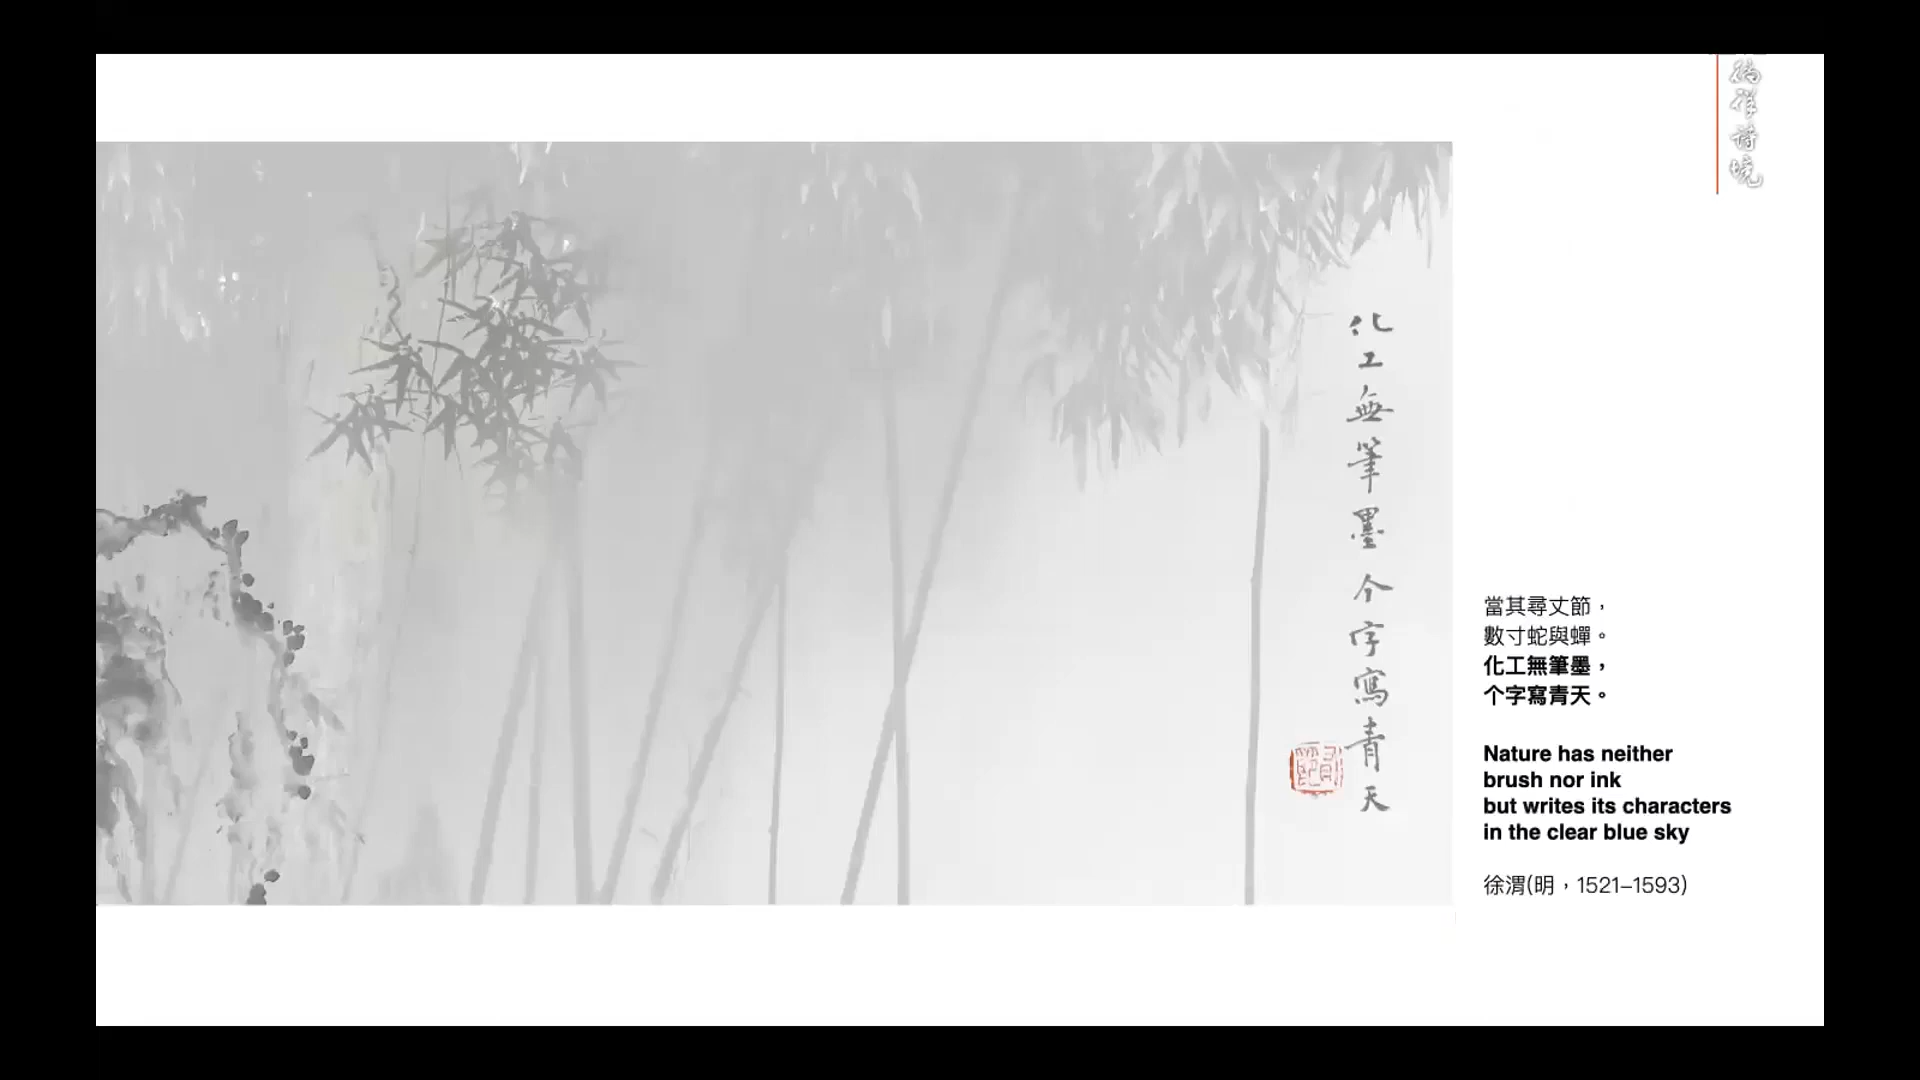 詩境
化工無筆墨个字寫青天
當其尋丈節，
數寸蛇與蟬。
化工無筆墨，
个字寫青天。
Nature has neither
brush nor ink
but writes its characters
in the clear blue sky
徐渭(明，1521–1593)